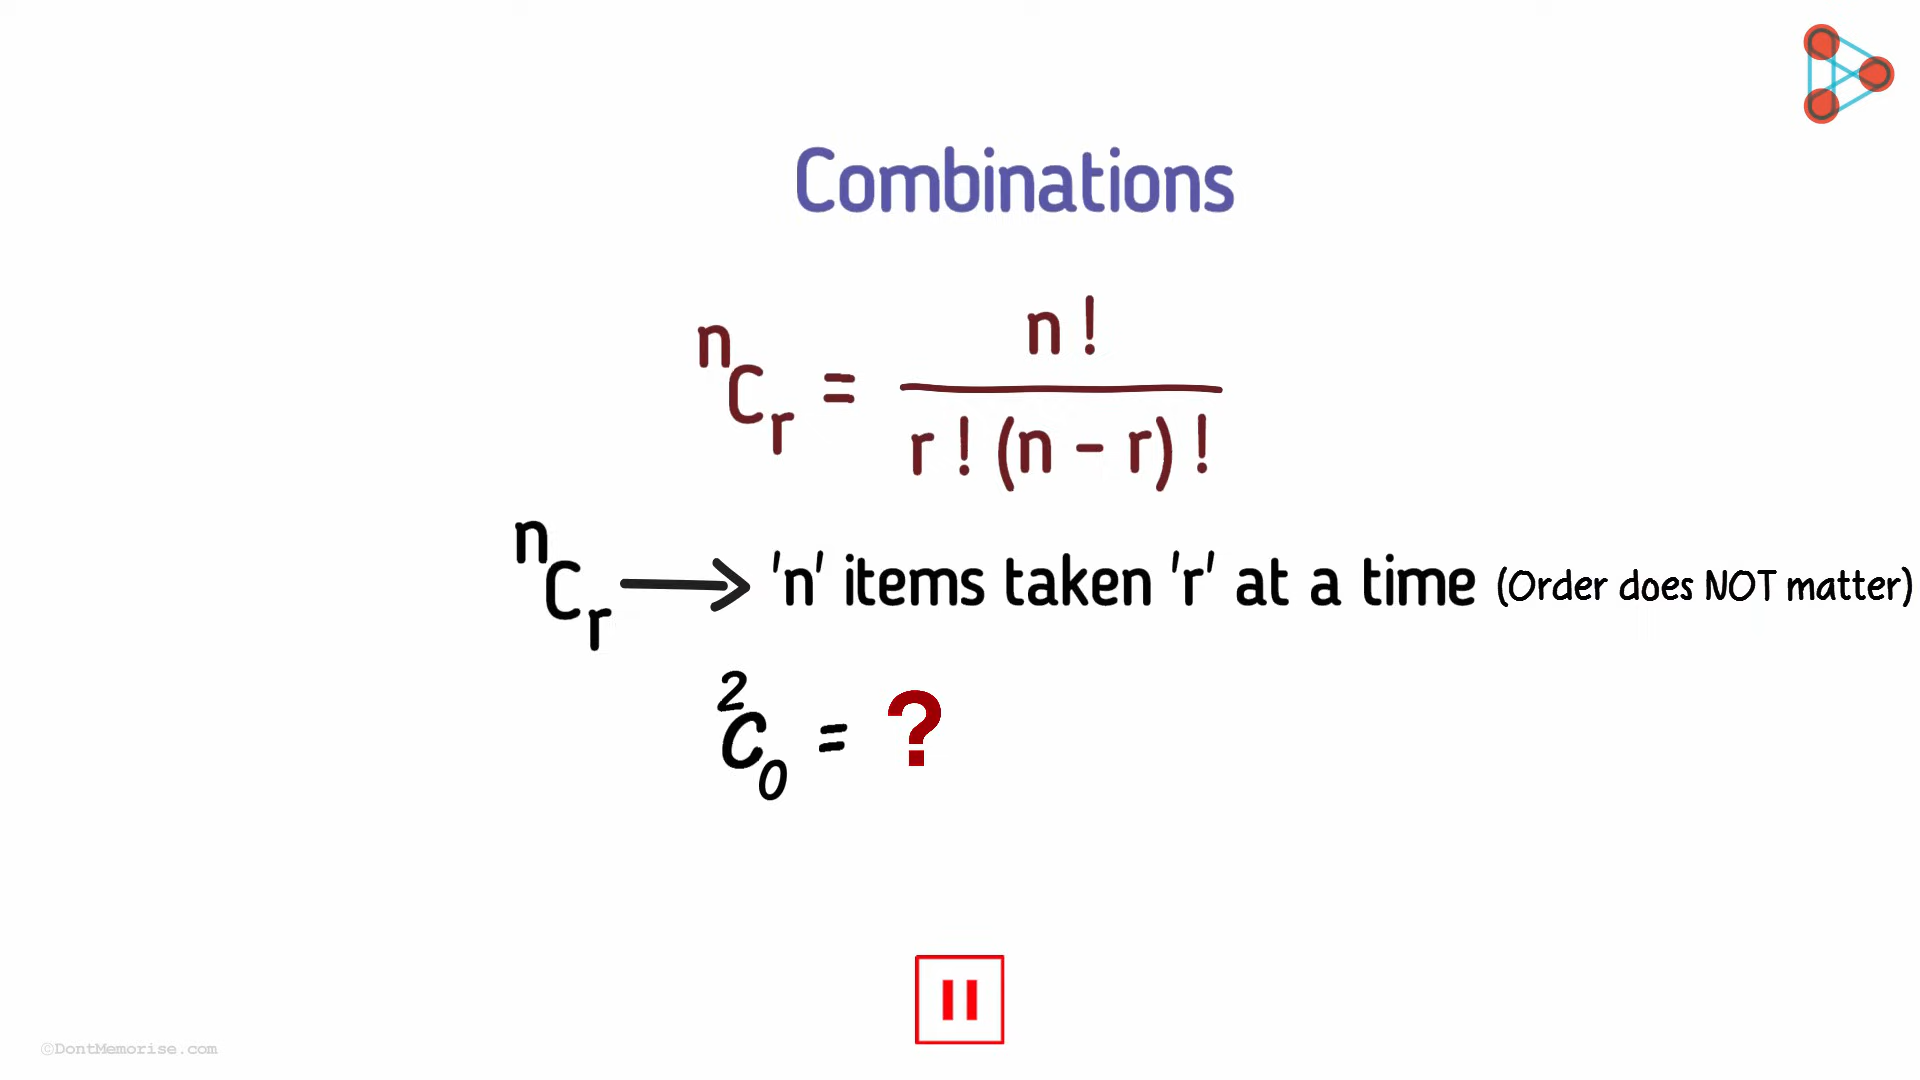 Combinations
nCr = n ! / r ! (n - r) !
nCr → 'n' items taken 'r' at a time (Order does NOT matter)
2C0 = ?
©DontMemorise.com